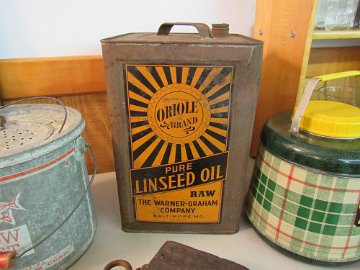 ORIOLE
BRAND
PURE
LINSEED OIL
RAW
THE WARNER-GRAHAM
COMPANY
BALTIMORE MD.